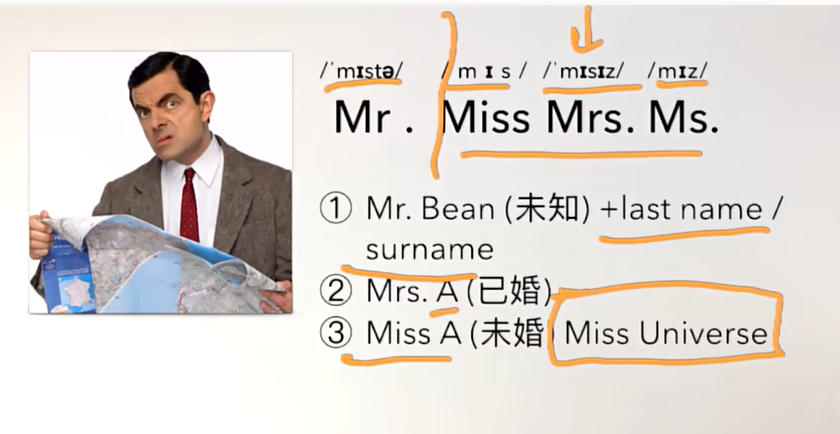 /ˈmɪstə/ / m ɪ s / /ˈmɪsɪz/ /mɪz/
Mr . Miss Mrs. Ms.
① Mr. Bean (未知) +last name /
surname
② Mrs. A (已婚)
③ Miss A (未婚) Miss Universe